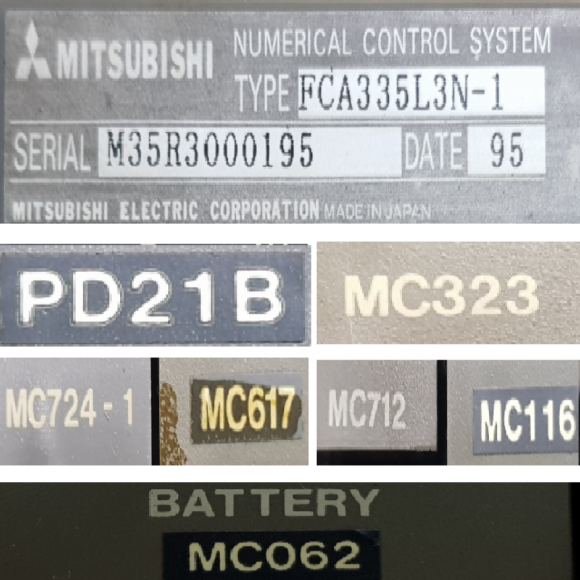 MITSUBISHI
NUMERICAL CONTROL SYSTEM
TYPE FCA335L3N-1
SERIAL M35R3000195 DATE 95
MITSUBISHI ELECTRIC CORPORATION MADE IN JAPAN
PD21B
MC323
MC724-1
MC617
MC712
MC116
BATTERY
MC062